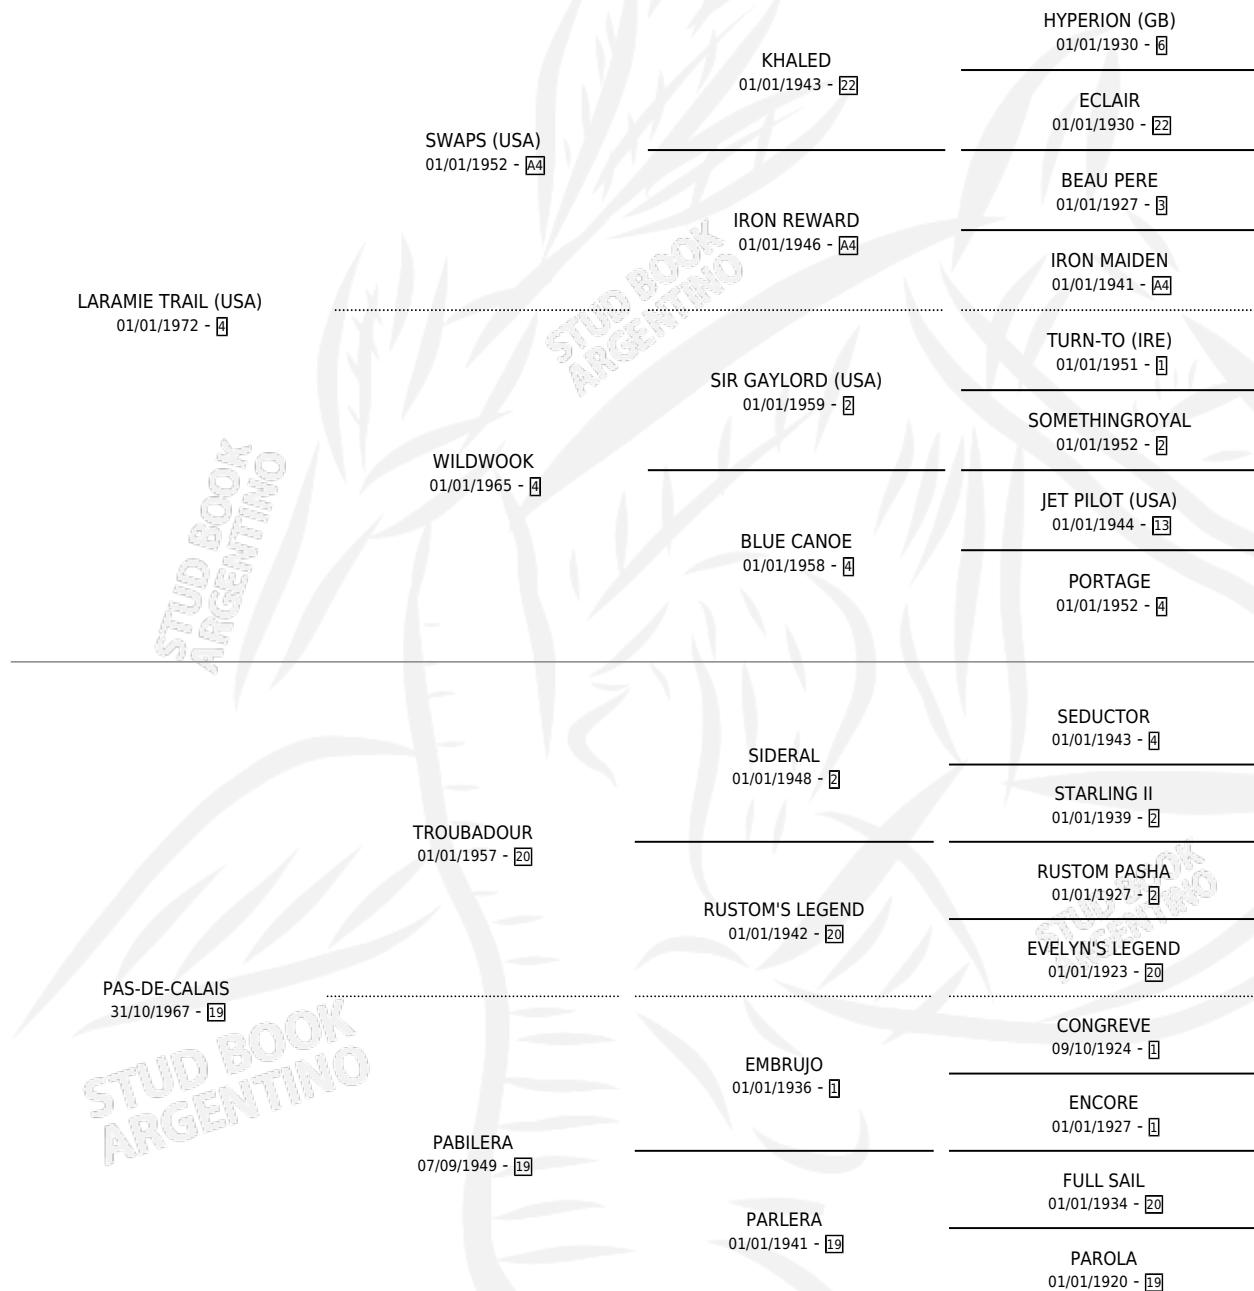 HYPERION (GB)
01/01/1930 - 6
KHALED
01/01/1943 - 22
ECLAIR
01/01/1930 - 22
SWAPS (USA)
01/01/1952 - A4
BEAU PERE
01/01/1927 - 3
IRON REWARD
01/01/1946 - A4
IRON MAIDEN
01/01/1941 - A4
LARAMIE TRAIL (USA)
01/01/1972 - 4
TURN-TO (IRE)
01/01/1951 - 1
SIR GAYLORD (USA)
01/01/1959 - 2
SOMETHINGROYAL
01/01/1952 - 2
WILDWOOK
01/01/1965 - 4
JET PILOT (USA)
01/01/1944 - 13
BLUE CANOE
01/01/1958 - 4
PORTAGE
01/01/1952 - 4
SEDUCTOR
01/01/1943 - 4
SIDERAL
01/01/1948 - 2
STARLING II
01/01/1939 - 2
TROUBADOUR
01/01/1957 - 20
RUSTOM PASHA
01/01/1927 - 2
RUSTOM'S LEGEND
01/01/1942 - 20
EVELYN'S LEGEND
01/01/1923 - 20
PAS-DE-CALAIS
31/10/1967 - 19
CONGREVE
09/10/1924 - 1
EMBRUJO
01/01/1936 - 1
ENCORE
01/01/1927 - 1
PABILERA
07/09/1949 - 19
FULL SAIL
01/01/1934 - 20
PARLERA
01/01/1941 - 19
PAROLA
01/01/1920 - 19
STUD BOOK
ARGENTINO
STUD BOOK
ARGENTINO
STUD BOOK
ARGENTINO
STUD BOOK
ARGENTINO